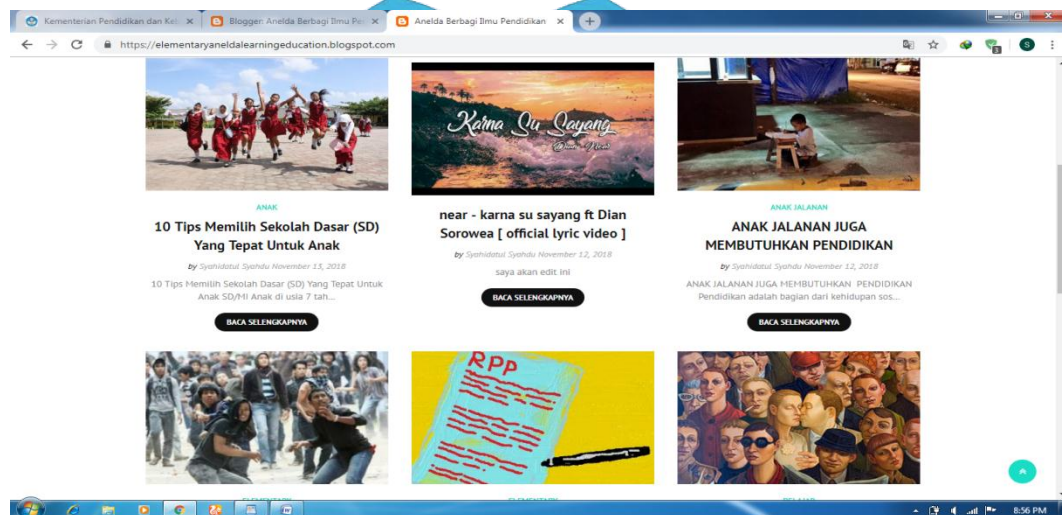 Kementerian Pendidikan dan Keb
Blogger: Anelda Berbagi Ilmu Pen
Anelda Berbagi Ilmu Pendidikan
https://elementaryaneldalearningeducation.blogspot.com
3
S
Karna Su Sayang
Dian - Near
ANAK
10 Tips Memilih Sekolah Dasar (SD)
Yang Tepat Untuk Anak
by Syahidatul Syahdu November 13, 2018
10 Tips Memilih Sekolah Dasar (SD) Yang Tepat Untuk
Anak SD/MI Anak di usia 7 tah...
BACA SELENGKAPNYA
near - karna su sayang ft Dian
Sorowea [ official lyric video ]
by Syahidatul Syahdu November 12, 2018
saya akan edit ini
BACA SELENGKAPNYA
ANAK JALANAN
ANAK JALANAN JUGA
MEMBUTUHKAN PENDIDIKAN
by Syahidatul Syahdu November 12, 2018
ANAK JALANAN JUGA MEMBUTUHKAN PENDIDIKAN
Pendidikan adalah bagian dari kehidupan sos...
BACA SELENGKAPNYA
RPP
8:56 PM